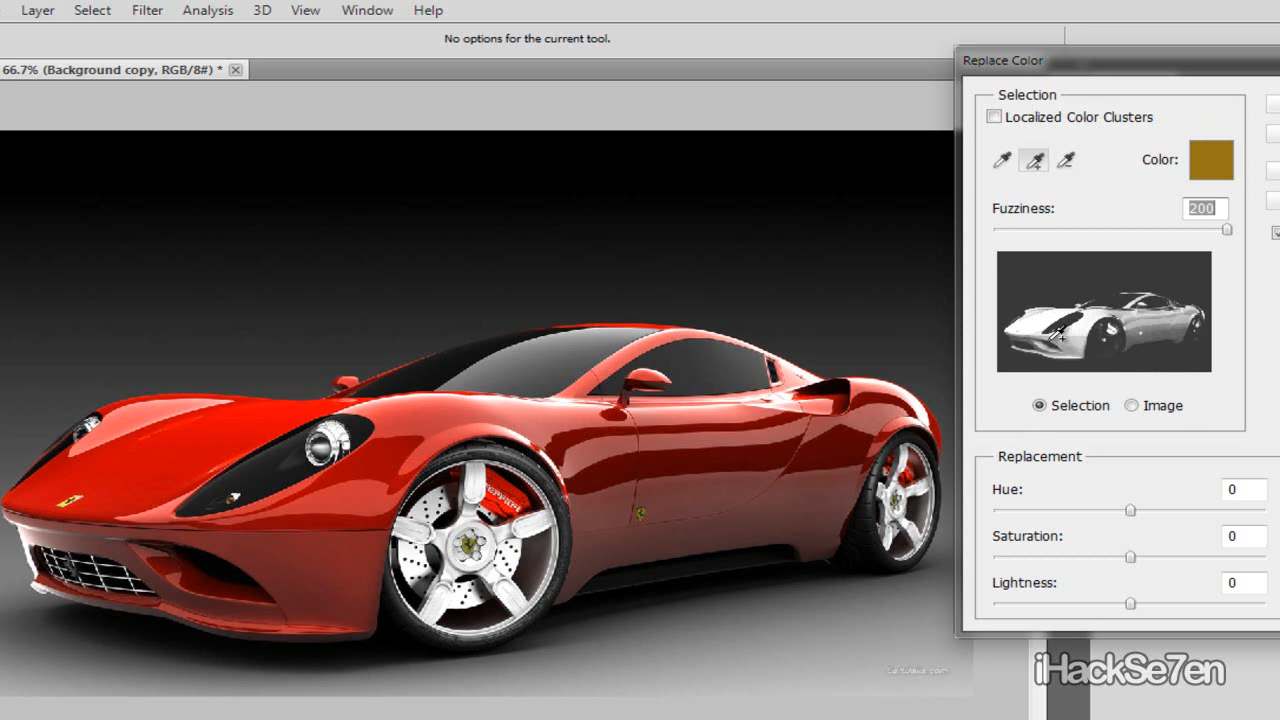 Layer Select Filter Analysis 3D View Window Help
No options for the current tool.
66.7% (Background copy, RGB/8#) *
Replace Color
Selection
Localized Color Clusters
Color:
Fuzziness:
200
Selection Image
Replacement
Hue: 0
Saturation: 0
Lightness: 0
Ferrari
iHackSe7en